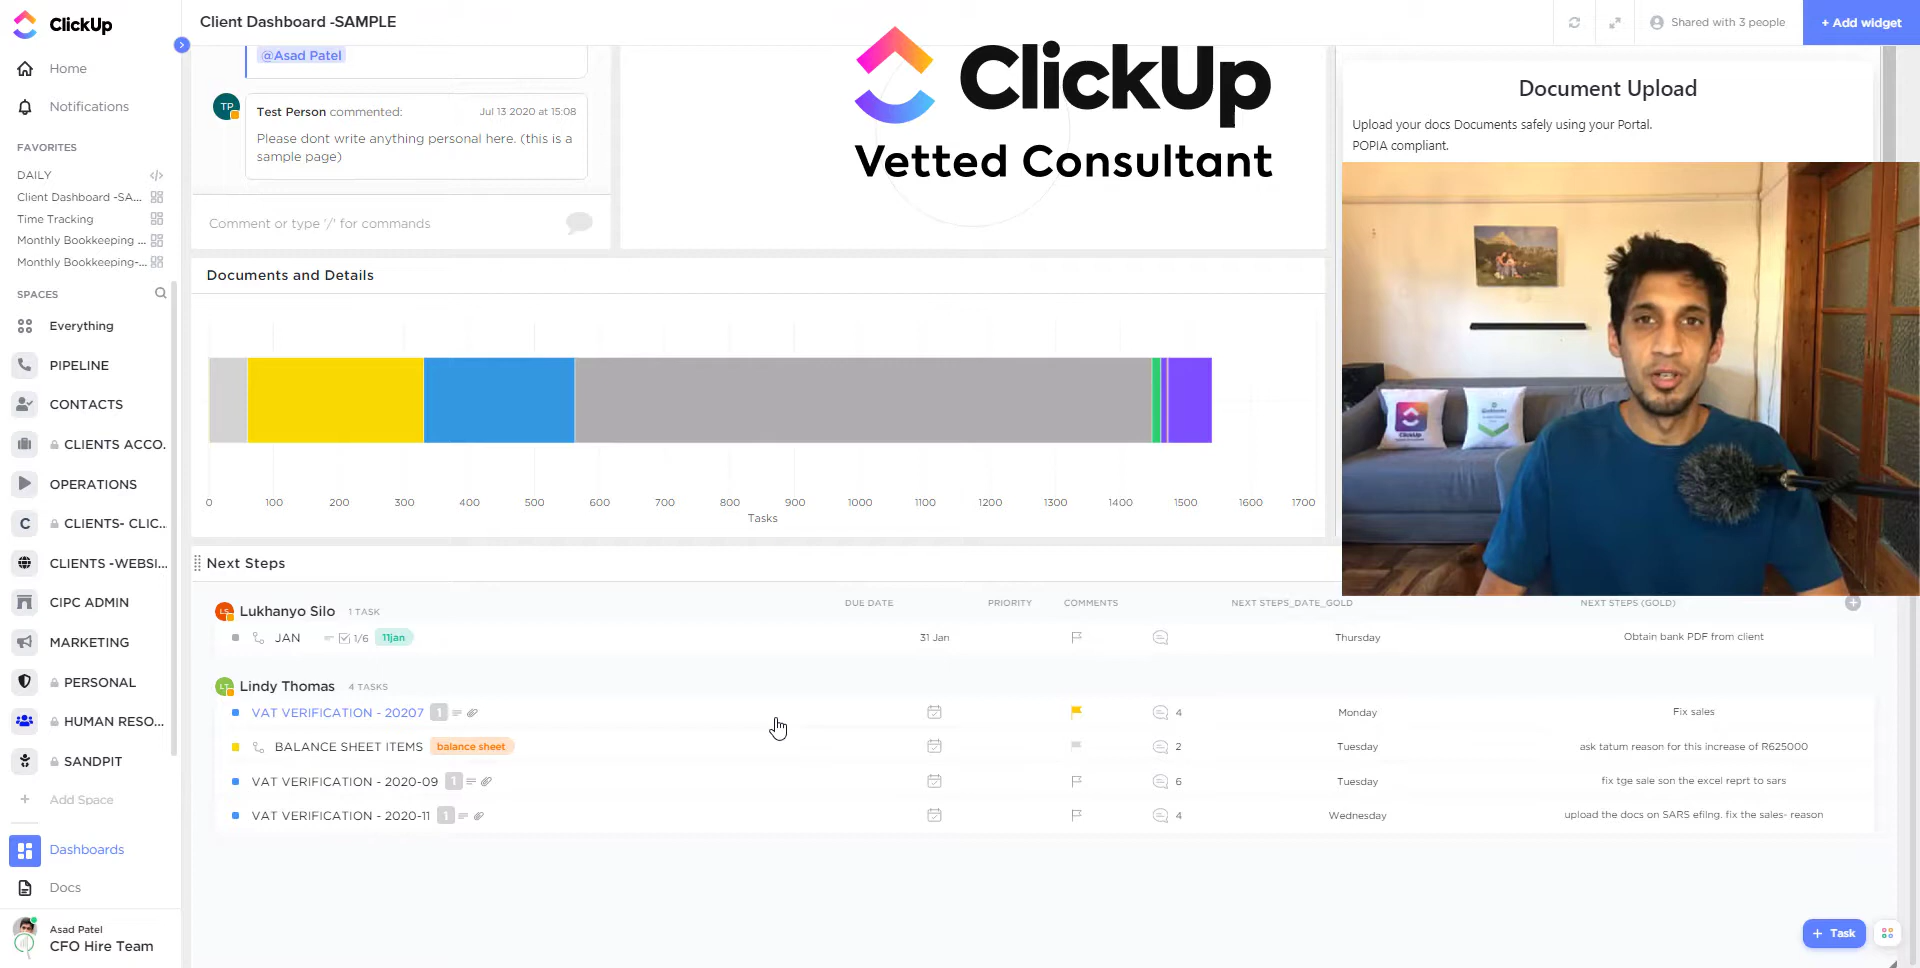 ClickUp
Client Dashboard -SAMPLE
Shared with 3 people
+ Add widget
Home
Notifications
FAVORITES
DAILY
Client Dashboard -SA...
Time Tracking
Monthly Bookkeeping ...
Monthly Bookkeeping-...
SPACES
Everything
PIPELINE
CONTACTS
CLIENTS ACCO.
OPERATIONS
C
CLIENTS- CLIC...
CLIENTS -WEBSI...
CIPC ADMIN
MARKETING
PERSONAL
HUMAN RESO...
SANDPIT
+ Add Space
Dashboards
Docs
Asad Patel
CFO Hire Team
@Asad Patel
TP
Test Person commented:
Jul 13 2020 at 15:08
Please dont write anything personal here. (this is a
sample page)
Comment or type '/' for commands
ClickUp
Vetted Consultant
Document Upload
Upload your docs Documents safely using your Portal.
POPIA compliant.
ClickUp
Documents and Details
0 100 200 300 400 500 600 700 800 900 1000 1100 1200 1300 1400 1500 1600 1700
Tasks
Next Steps
LS Lukhanyo Silo 1 TASK
DUE DATE PRIORITY COMMENTS NEXT STEPS_DATE_GOLD NEXT STEPS (GOLD)
JAN 1/6 11jan 31 Jan Thursday Obtain bank PDF from client
LT Lindy Thomas 4 TASKS
VAT VERIFICATION - 20207 1 4 Monday Fix sales
BALANCE SHEET ITEMS balance sheet 2 Tuesday ask tatum reason for this increase of R625000
VAT VERIFICATION - 2020-09 1 6 Tuesday fix tge sale son the excel reprt to sars
VAT VERIFICATION - 2020-11 1 4 Wednesday upload the docs on SARS efilng. fix the sales- reason
+ Task